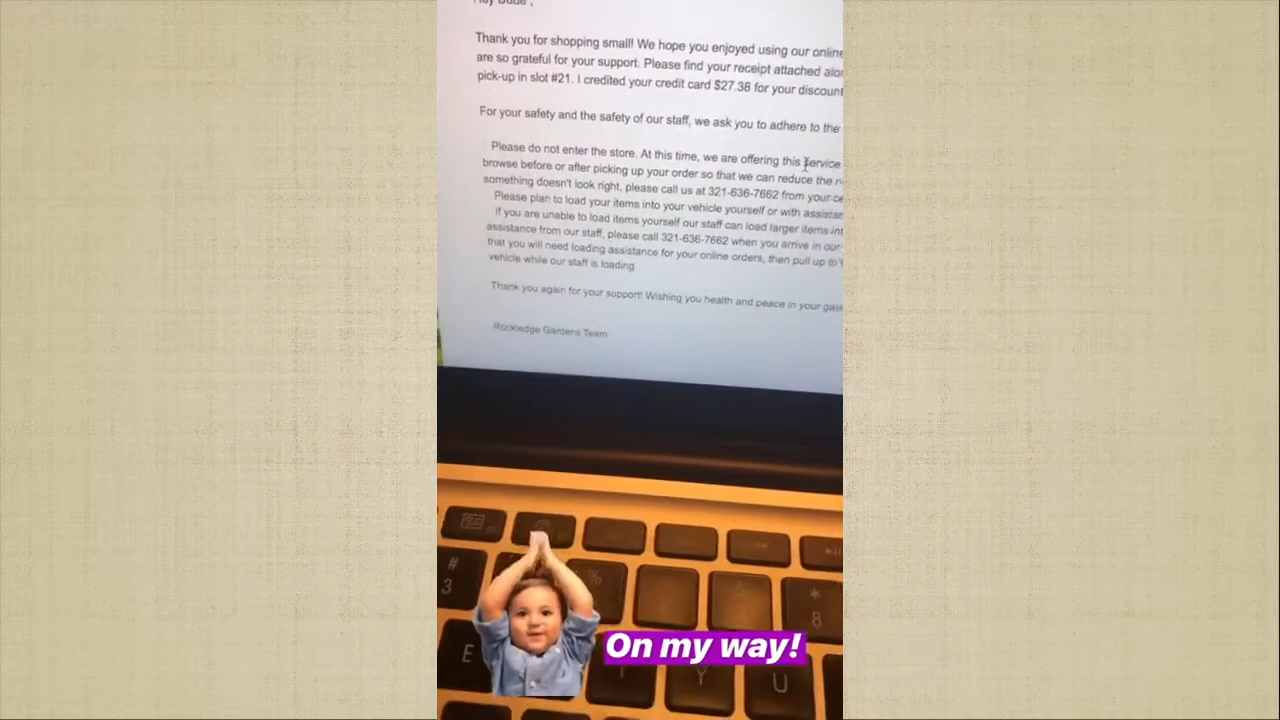 Hey Dude ,
Thank you for shopping small! We hope you enjoyed using our online
are so grateful for your support. Please find your receipt attached
pick-up in slot #21. I credited your credit card $27.38 for your discount
For your safety and the safety of our staff, we ask you to adhere to the
Please do not enter the store. At this time, we are offering this service
browse before or after picking up your order so that we can reduce the
something doesn't look right, please call us at 321-636-7662 from your
Please plan to load your items into your vehicle yourself or with
If you are unable to load items yourself our staff can load larger items
assistance from our staff, please call 321-636-7662 when you arrive in our
that you will need loading assistance for your online orders, then pull up
vehicle while our staff is loading
Thank you again for your support! Wishing you health and peace in your
Rockledge Gardens Team
#
3
%
*
8
E
On my way!
Y
U